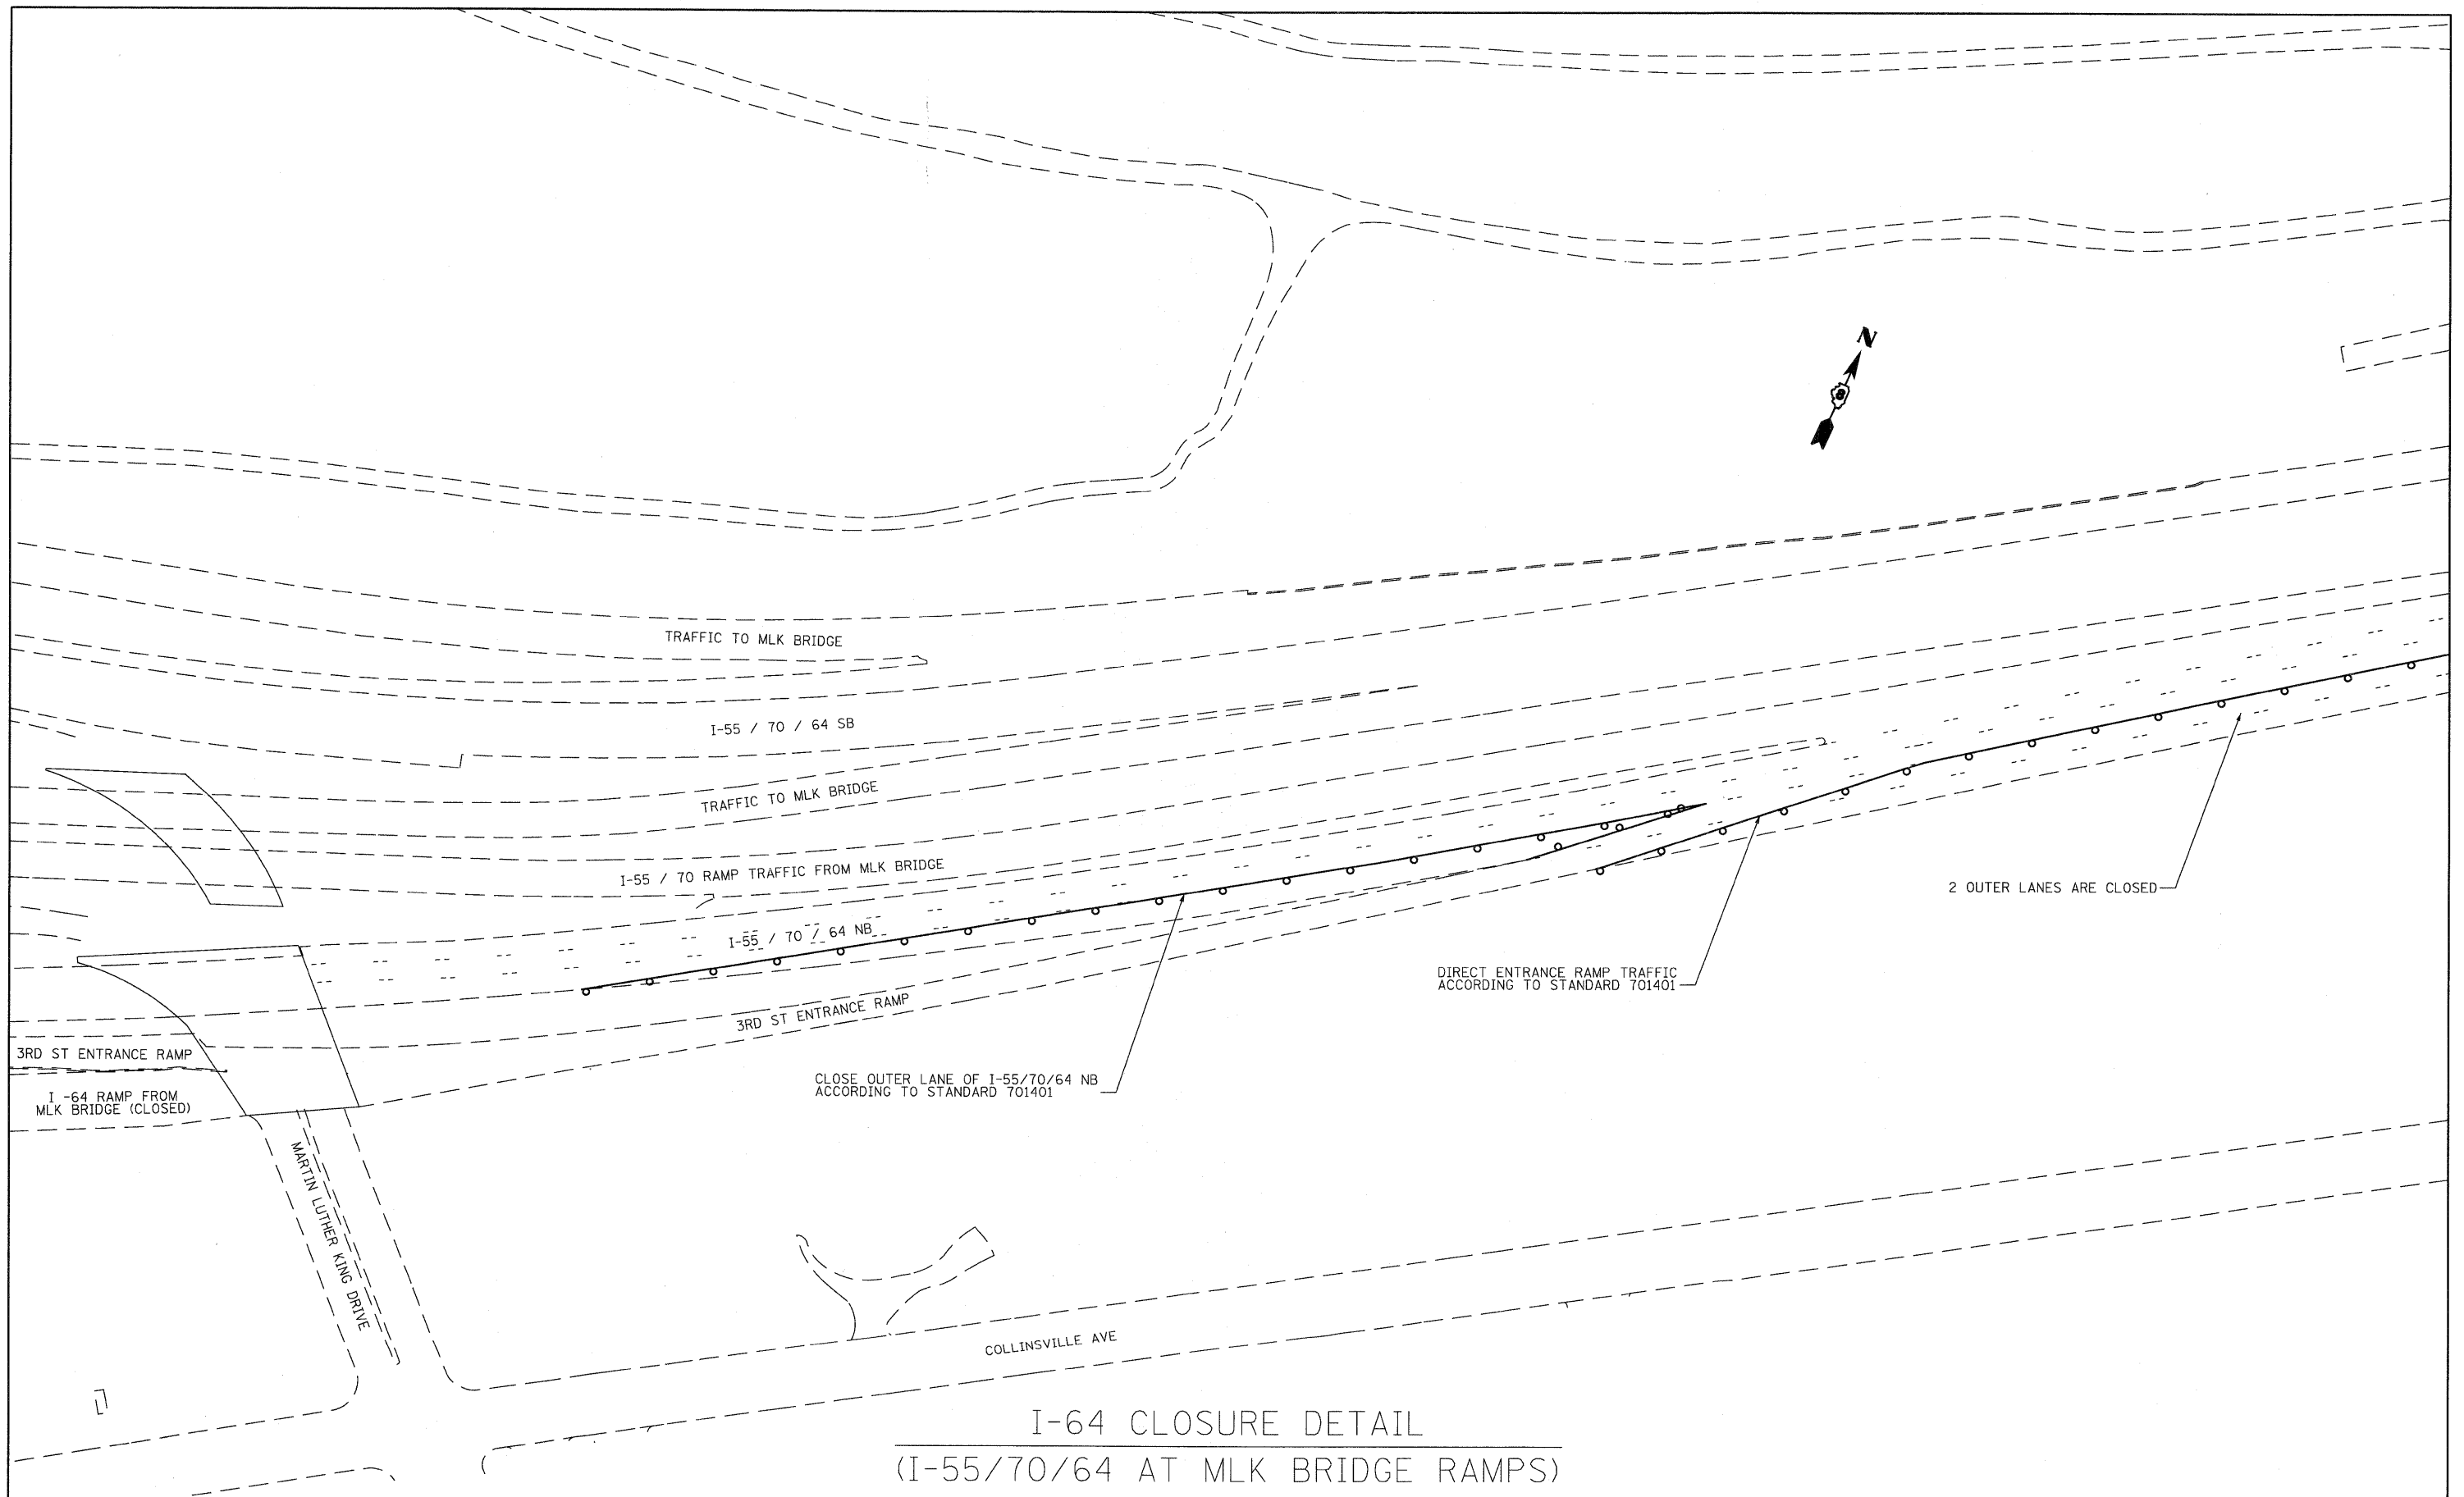 N
8
TRAFFIC TO MLK BRIDGE
I-55 / 70 / 64 SB
TRAFFIC TO MLK BRIDGE
I-55 / 70 RAMP TRAFFIC FROM MLK BRIDGE
2 OUTER LANES ARE CLOSED
I-55 / 70 / 64 NB
DIRECT ENTRANCE RAMP TRAFFIC
ACCORDING TO STANDARD 701401
3RD ST ENTRANCE RAMP
3RD ST ENTRANCE RAMP
CLOSE OUTER LANE OF I-55/70/64 NB
ACCORDING TO STANDARD 701401
I -64 RAMP FROM
MLK BRIDGE (CLOSED)
MARTIN LUTHER KING DRIVE
COLLINSVILLE AVE
I-64 CLOSURE DETAIL
(I-55/70/64 AT MLK BRIDGE RAMPS)